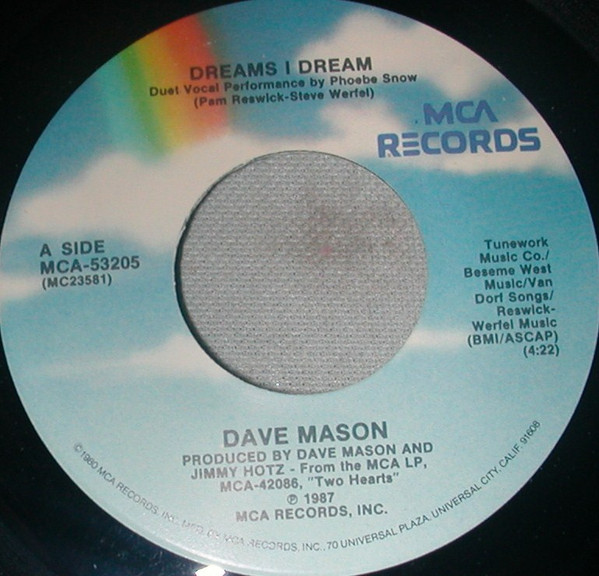 DREAMS I DREAM
Duet Vocal Performance by Phoebe Snow
(Pam Reswick-Steve Werfel)
MCA
RECORDS
A SIDE
MCA-53205
(MC23581)
Tunework
Music Co./
Beseme West
Music/Van
Dorf Songs/
Reswick-
Werfel Music
(BMI/ASCAP)
(4:22)
DAVE MASON
PRODUCED BY DAVE MASON AND
JIMMY HOTZ - From the MCA LP,
MCA-42086, "Two Hearts"
℗ 1987
MCA RECORDS, INC.
©1980 MCA RECORDS, INC. MFG. BY MCA RECORDS, INC., 70 UNIVERSAL PLAZA, UNIVERSAL CITY, CALIF. 91608